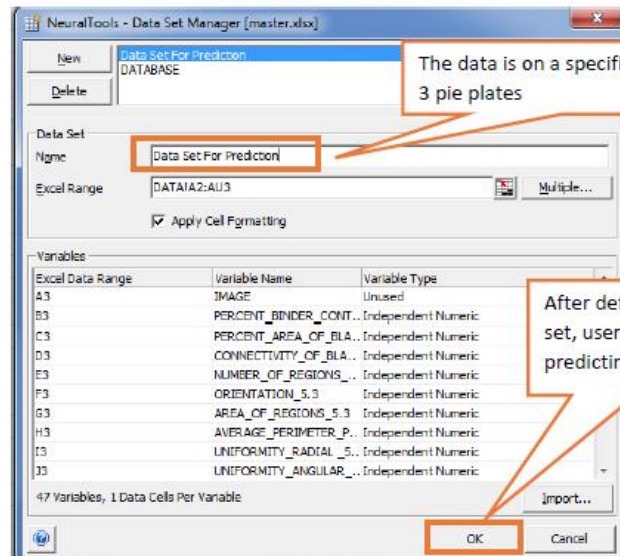 NeuralTools - Data Set Manager [master.xlsx]
New
Delete
Data Set For Prediction
DATABASE
The data is on a
3 pie plates
Data Set
Name
Data Set For Prediction
Excel Range
DATA!A2:AU3
Multiple...
Apply Cell Formatting
Variables
Excel Data Range Variable Name Variable Type
A3 IMAGE Unused
B3 PERCENT_BINDER_CONT... Independent Numeric
C3 PERCENT_AREA_OF_BLA... Independent Numeric
D3 CONNECTIVITY_OF_BLA... Independent Numeric
E3 NUMBER_OF_REGIONS_... Independent Numeric
F3 ORIENTATION_5.3 Independent Numeric
G3 AREA_OF_REGIONS_5.3 Independent Numeric
H3 AVERAGE_PERIMETER_P... Independent Numeric
I3 UNIFORMITY_RADIAL_5... Independent Numeric
J3 UNIFORMITY_ANGULAR_... Independent Numeric
After
set, user
47 Variables, 1 Data Cells Per Variable
Import...
OK
Cancel